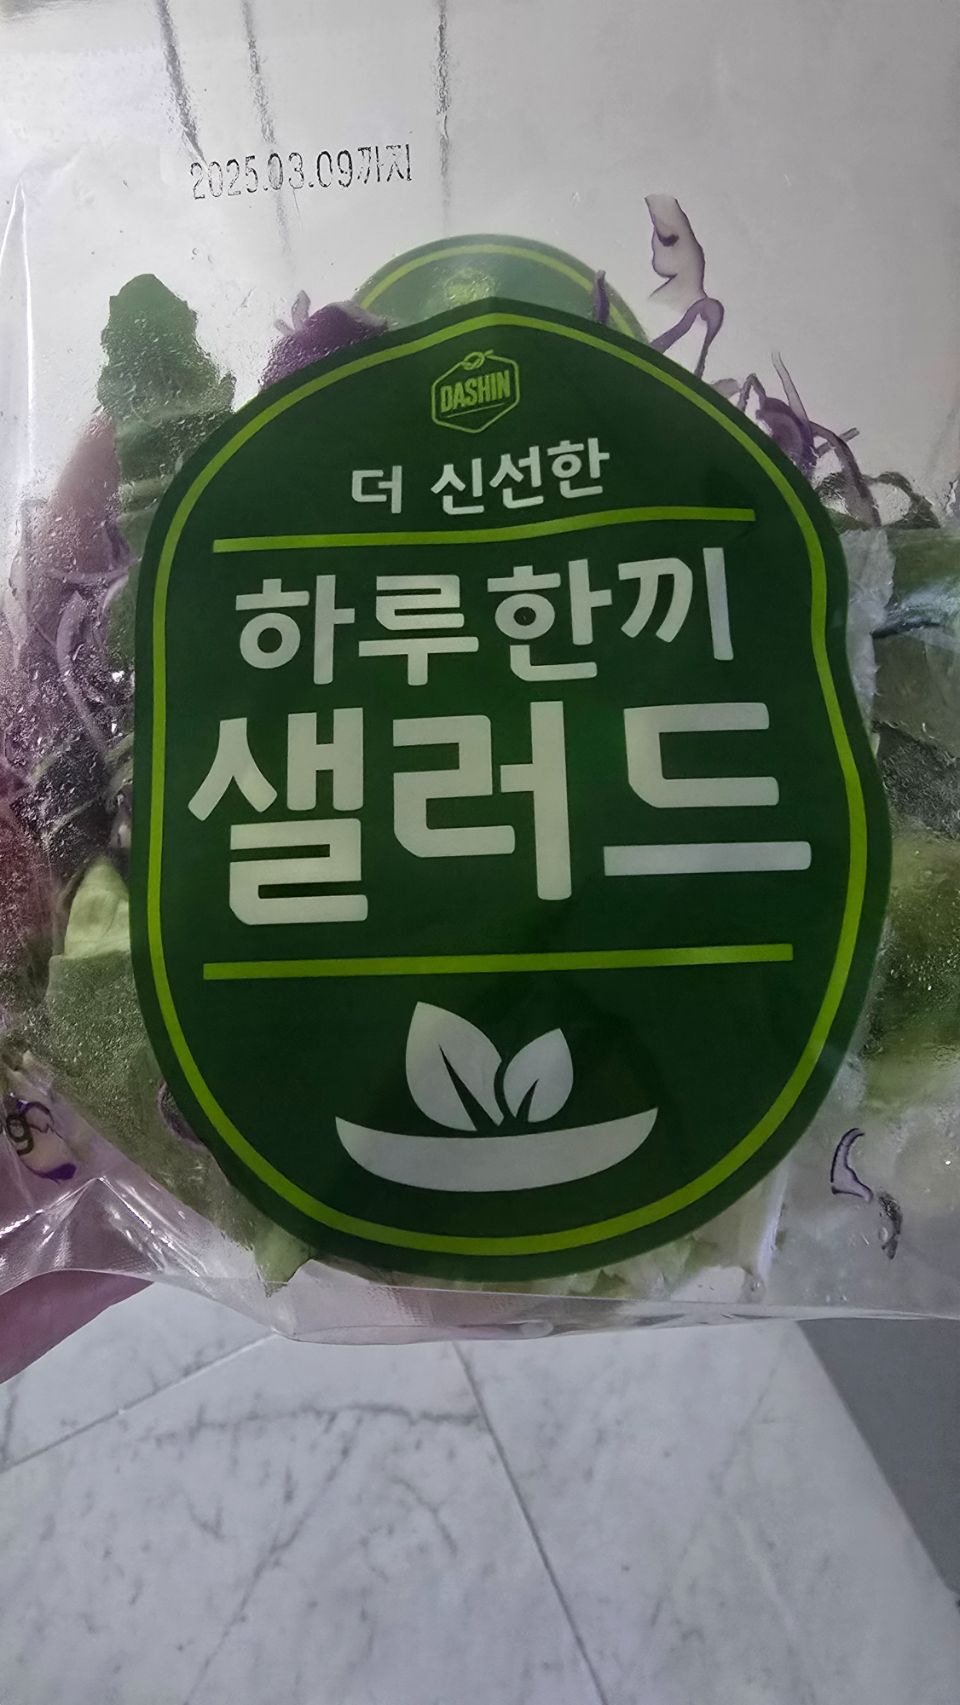 2025.03.09까지
DASHIN
더 신선한
하루한끼
샐러드
g